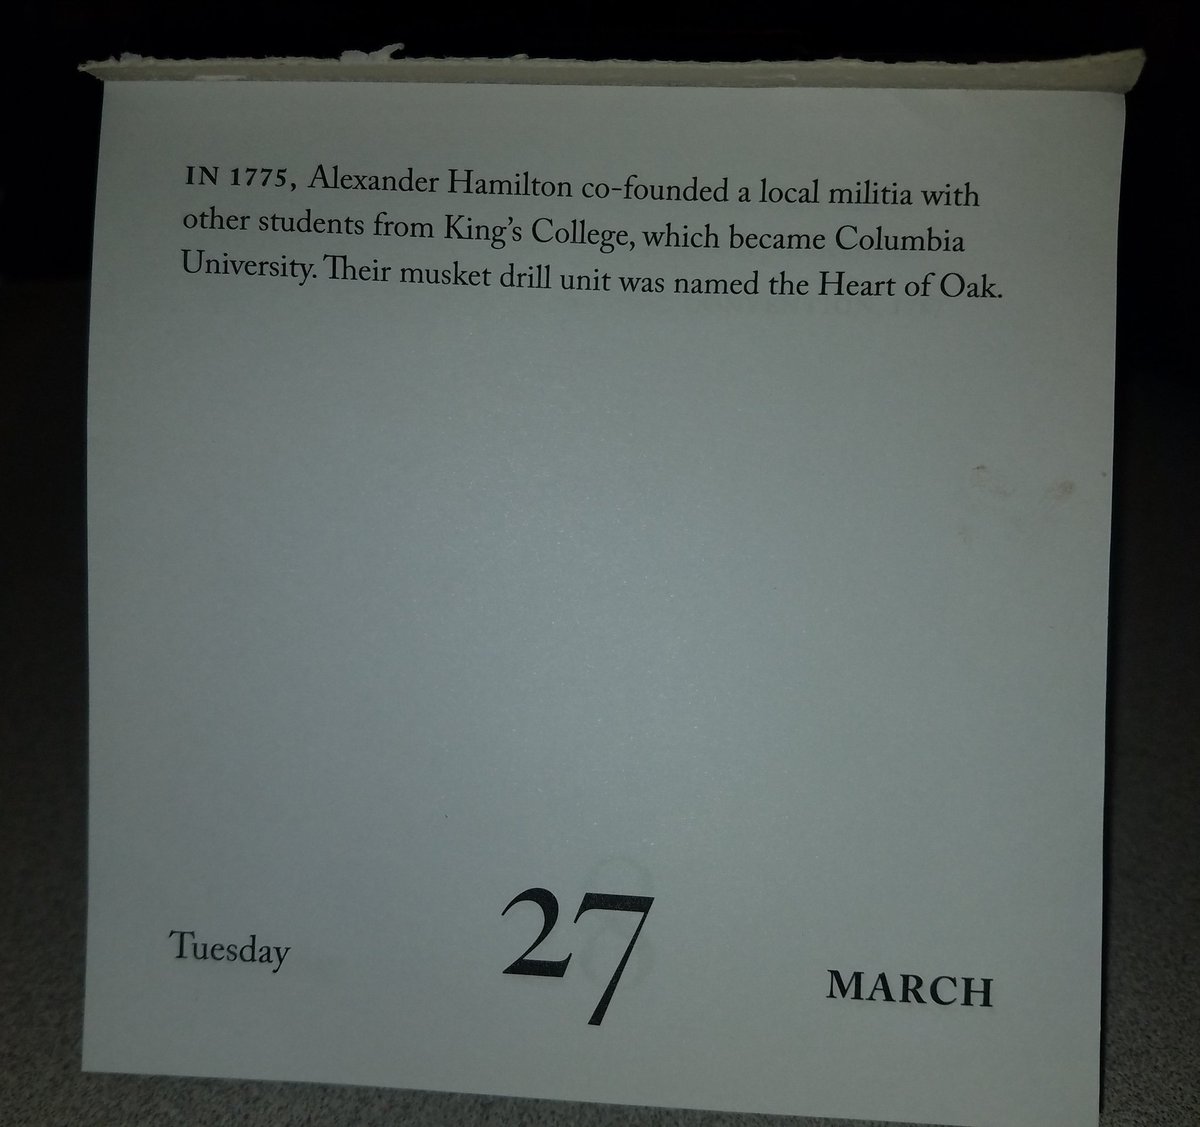 IN 1775, Alexander Hamilton co-founded a local militia with
other students from King's College, which became Columbia
University. Their musket drill unit was named the Heart of Oak.
Tuesday
27
MARCH